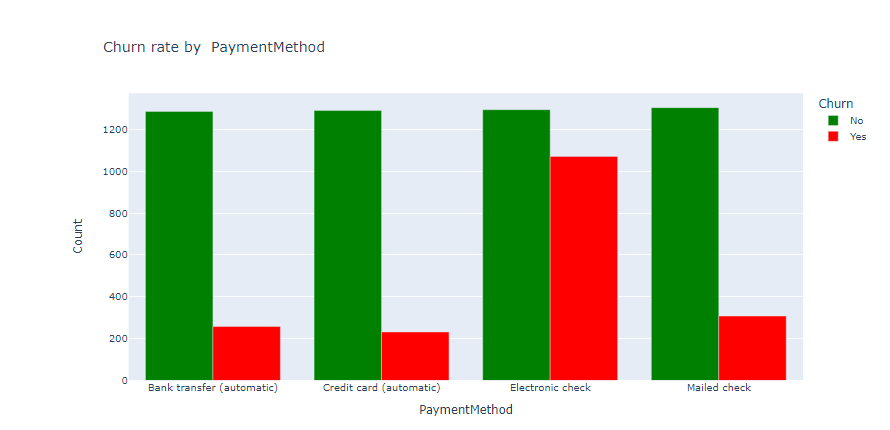 Churn rate by  PaymentMethod
Churn
No
Yes
1200
1000
800
600
400
200
0
Count
Bank transfer (automatic)
Credit card (automatic)
Electronic check
Mailed check
PaymentMethod